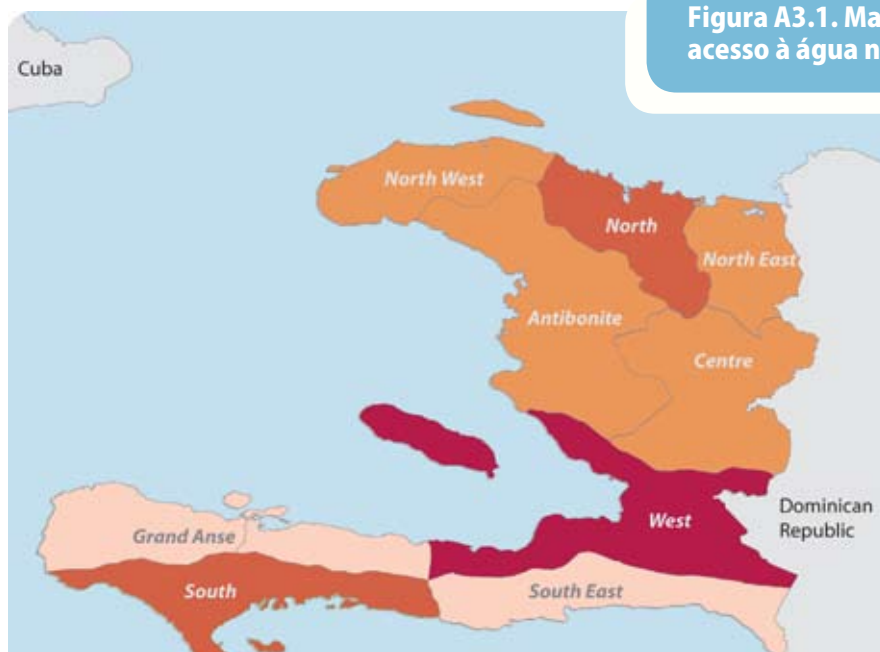 Figura A3.1. Ma
acesso à água n
Cuba
North West
North
North East
Antibonite
Centre
Dominican
Republic
West
Grand Anse
South
South East